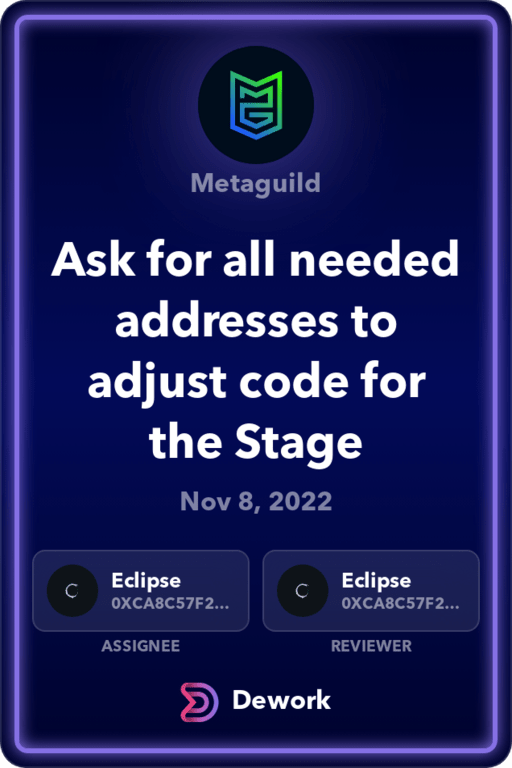 Metaguild
Ask for all needed
addresses to
adjust code for
the Stage
Nov 8, 2022
Eclipse
0XCA8C57F2...
ASSIGNEE
Eclipse
0XCA8C57F2...
REVIEWER
Dework